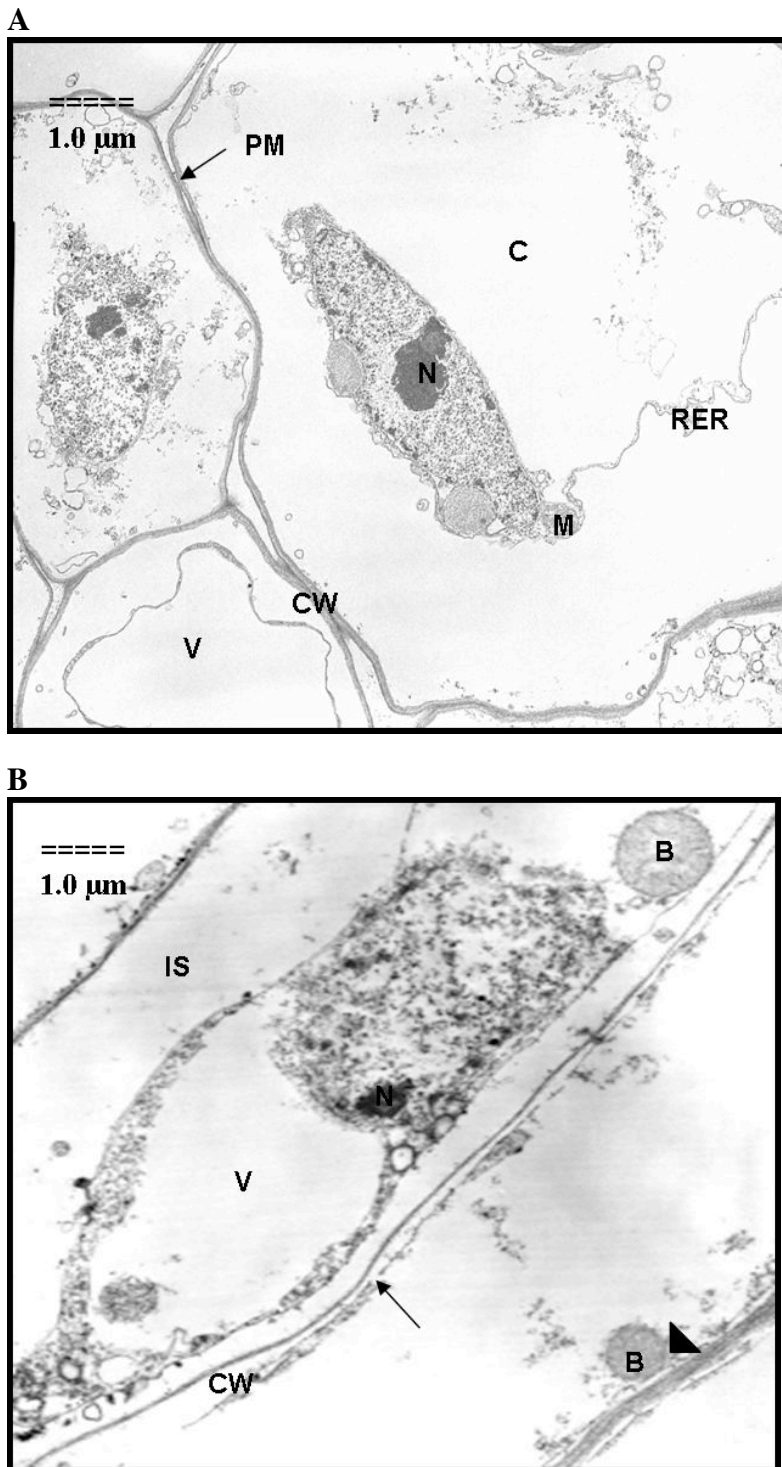 A
=====
1.0 µm
PM
C
N
RER
M
CW
V
B
=====
1.0 µm
B
IS
N
V
B
CW